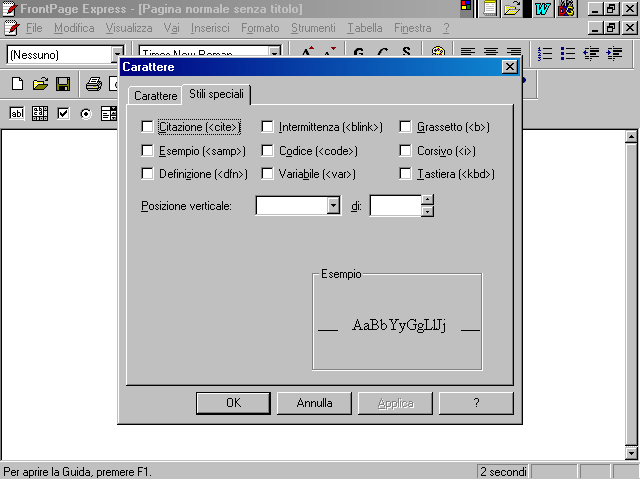 FrontPage Express - [Pagina normale senza titolo]
File Modifica Visualizza Vai Inserisci Formato Strumenti Tabella Finestra ?
(Nessuno) Times New Roman A A G C S
Carattere
Carattere Stili speciali
Citazione (<cite>) Intermittenza (<blink>) Grassetto (<b>)
Esempio (<samp>) Codice (<code>) Corsivo (<i>)
Definizione (<dfn>) Variabile (<var>) Tastiera (<kbd>)
Posizione verticale: di:
Esempio
AaBbYyGgLlJj
OK Annulla Applica ?
Per aprire la Guida, premere F1. 2 secondi